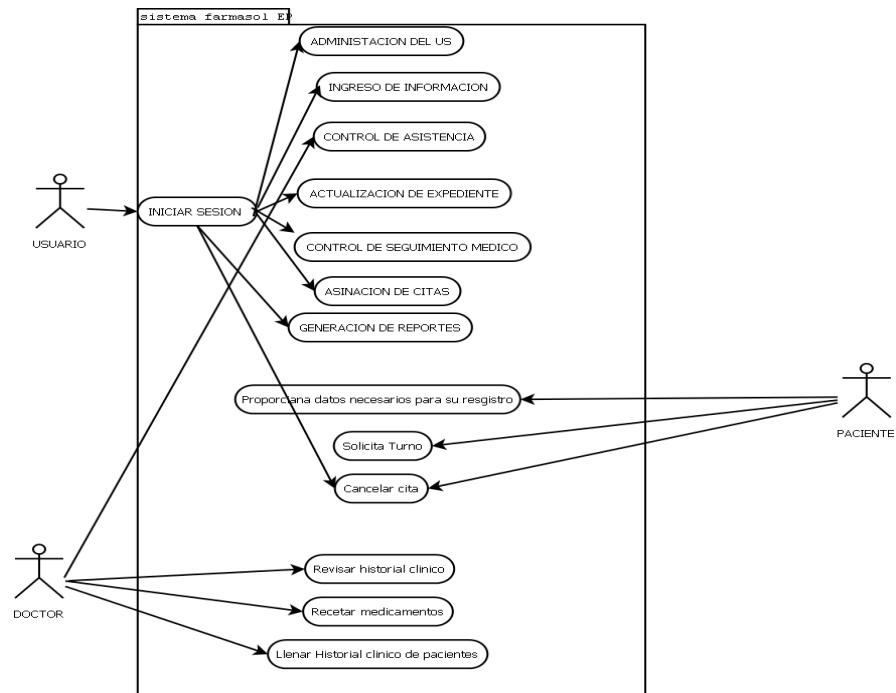 sistema farmasol EP
ADMINISTACION DEL US
INGRESO DE INFORMACION
CONTROL DE ASISTENCIA
ACTUALIZACION DE EXPEDIENTE
INICIAR SESION
USUARIO
CONTROL DE SEGUIMIENTO MEDICO
ASINACION DE CITAS
GENERACION DE REPORTES
Proporciana datos necesarios para su resgistro
PACIENTE
Solicita Turno
Cancelar cita
Revisar historial clinico
DOCTOR
Recetar medicamentos
Llenar Historial clinico de pacientes